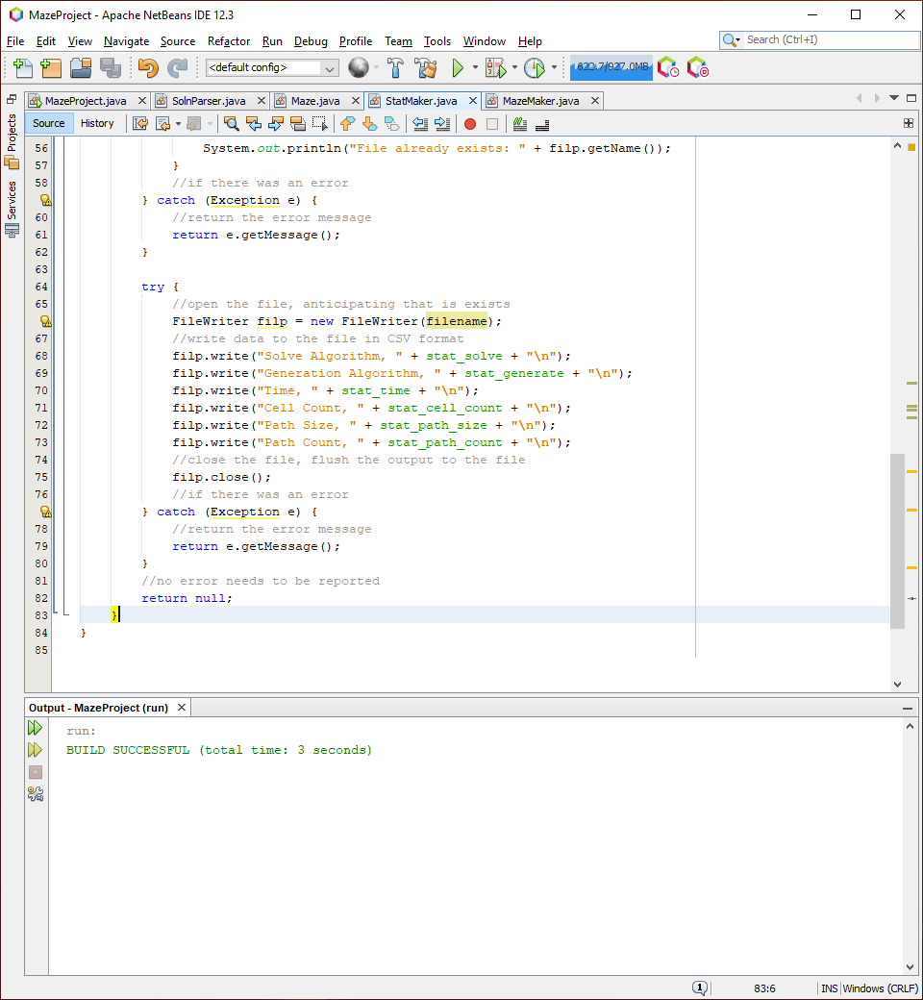 MazeProject - Apache NetBeans IDE 12.3
File Edit View Navigate Source Refactor Run Debug Profile Team Tools Window Help
Search (Ctrl+I)
<default config>
620.7/927.0MB
MazeProject.java
SolnParser.java
Maze.java
StatMaker.java
MazeMaker.java
Projects
Services
Source History
56 System.out.println("File already exists: " + filp.getName());
57 }
58 //if there was an error
} catch (Exception e) {
60 //return the error message
61 return e.getMessage();
62 }
63
64 try {
65 //open the file, anticipating that is exists
FileWriter filp = new FileWriter(filename);
67 //write data to the file in CSV format
68 filp.write("Solve Algorithm, " + stat_solve + "\n");
69 filp.write("Generation Algorithm, " + stat_generate + "\n");
70 filp.write("Time, " + stat_time + "\n");
71 filp.write("Cell Count, " + stat_cell_count + "\n");
72 filp.write("Path Size, " + stat_path_size + "\n");
73 filp.write("Path Count, " + stat_path_count + "\n");
74 //close the file, flush the output to the file
75 filp.close();
76 //if there was an error
} catch (Exception e) {
78 //return the error message
79 return e.getMessage();
80 }
81 //no error needs to be reported
82 return null;
83 }
84 }
85
Output - MazeProject (run)
run:
BUILD SUCCESSFUL (total time: 3 seconds)
1
83:6
INS
Windows (CRLF)